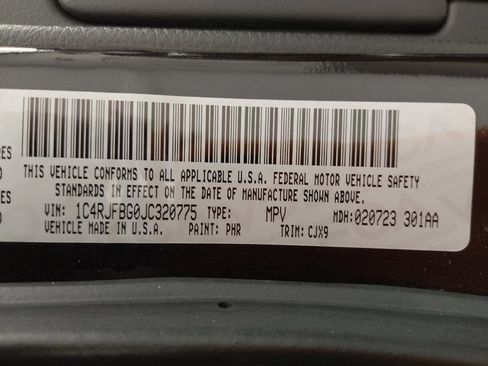 RES
THIS VEHICLE CONFORMS TO ALL APPLICABLE U.S.A. FEDERAL MOTOR VEHICLE SAFETY
STANDARDS IN EFFECT ON THE DATE OF MANUFACTURE SHOWN ABOVE.
VIN: 1C4RJFBG0JC320775 TYPE: MPV MDH:020723 301AA
VEHICLE MADE IN U.S.A. PAINT: PHR TRIM: CJX9